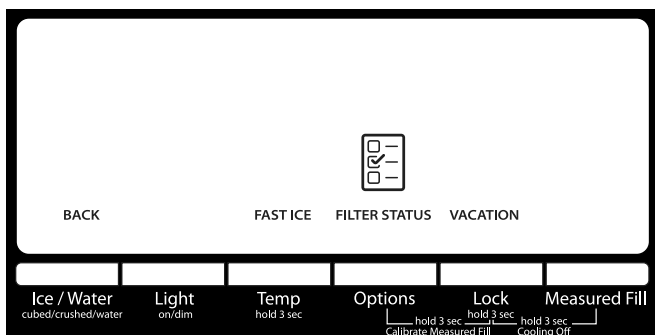 BACK FAST ICE FILTER STATUS VACATION
Ice / Water Light Temp Options Lock Measured Fill
cubed/crushed/water on/dim hold 3 sec hold 3 sec
hold 3 sec hold 3 sec
Calibrate Measured Fill Cooling Off